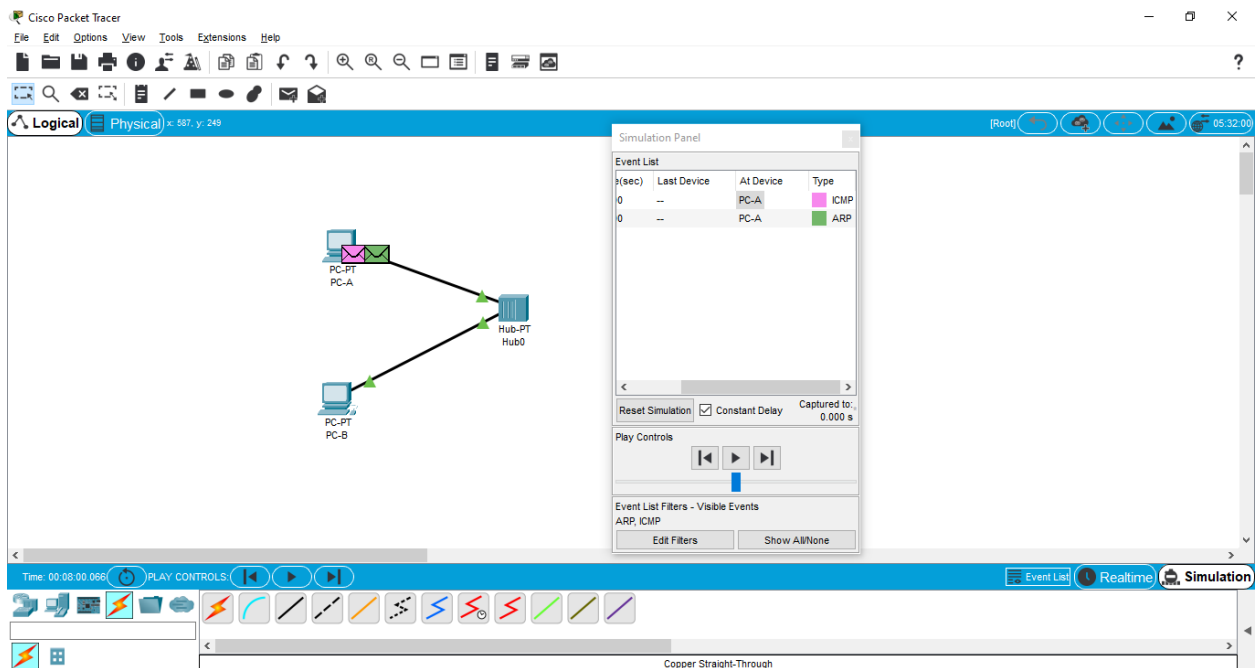 Cisco Packet Tracer
File Edit Options View Tools Extensions Help
?
Logical Physical x: 587, y: 249 [Root] 05:32:00
Simulation Panel
Event List
e(sec) Last Device At Device Type
0 -- PC-A ICMP
0 -- PC-A ARP
PC-PT
PC-A
Hub-PT
Hub0
PC-PT
PC-B
Reset Simulation Constant Delay Captured to:
0.000 s
Play Controls
Event List Filters - Visible Events
ARP, ICMP
Edit Filters Show All/None
Time: 00:08:00.066 PLAY CONTROLS: Event List Realtime Simulation
Copper Straight-Through